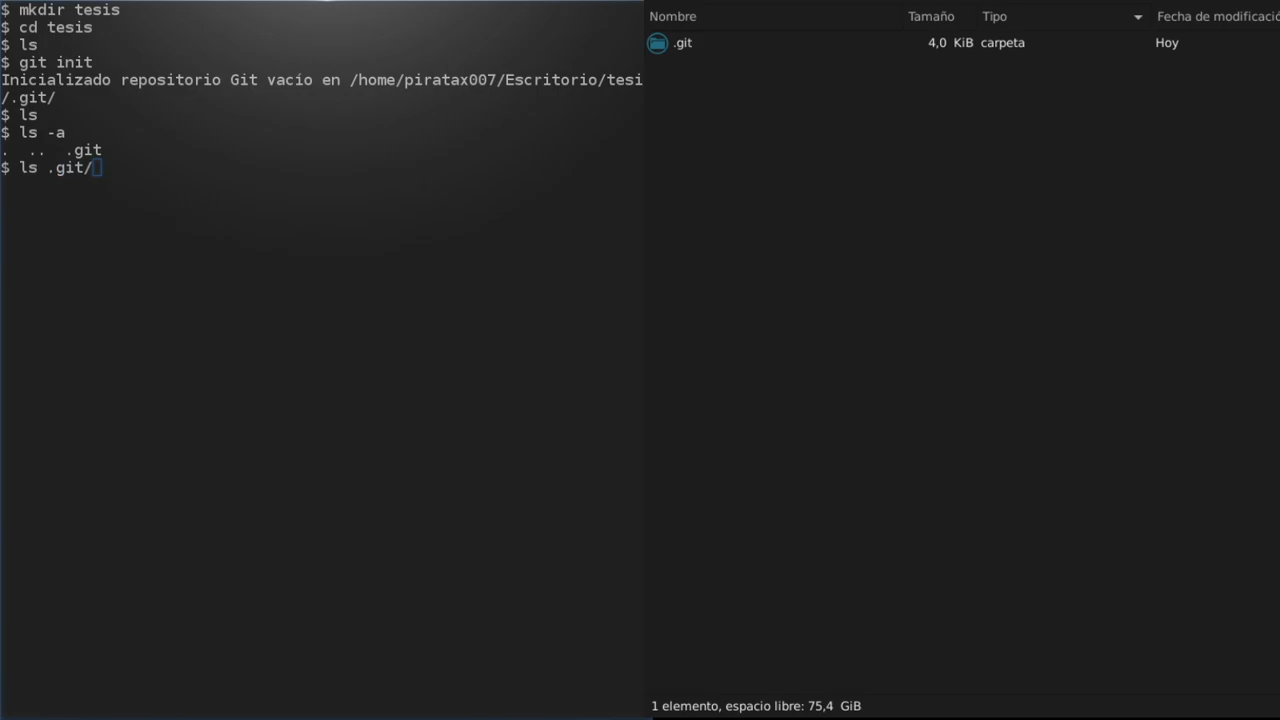 $ mkdir tesis
$ cd tesis
$ ls
$ git init
Inicializado repositorio Git vacío en /home/piratax007/Escritorio/tesi
/.git/
$ ls
$ ls -a
.  ..  .git
$ ls .git/
Nombre Tamaño Tipo Fecha de modificació
.git 4,0 KiB carpeta Hoy
1 elemento, espacio libre: 75,4 GiB